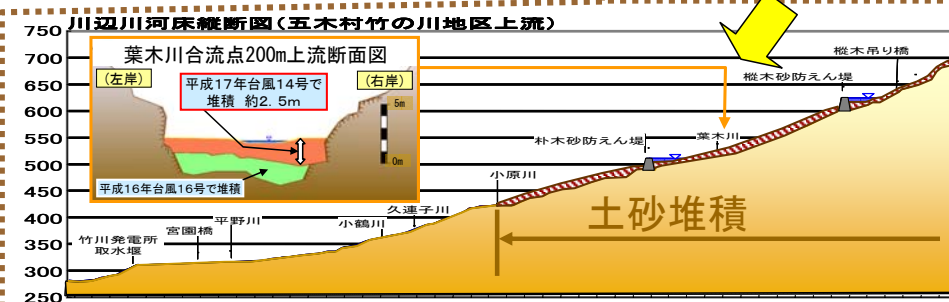 川辺川河床縦断図(五木村竹の川地区上流)
750
700
650
600
550
500
450
400
350
300
250
葉木川合流点200m上流断面図
(左岸)
(右岸)
平成17年台風14号で
堆積 約2.5m
5m
0m
平成16年台風16号で堆積
樅木吊り橋
樅木砂防えん堤
朴木砂防えん堤
葉木川
小原川
久連子川
小鶴川
平野川
宮園橋
竹川発電所
取水堰
土砂堆積